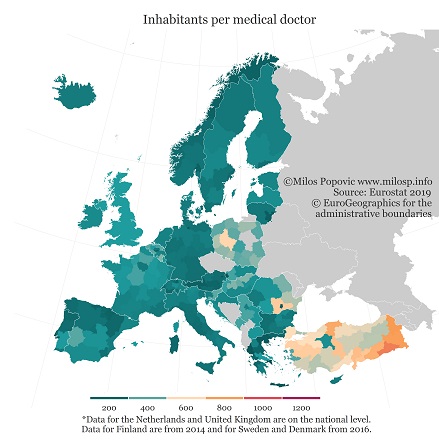 Inhabitants per medical doctor
©Milos Popovic www.milosp.info
Source: Eurostat 2019
© EuroGeographics for the
administrative boundaries
200 400 600 800 1000 1200
*Data for the Netherlands and United Kingdom are on the national level.
Data for Finland are from 2014 and for Sweden and Denmark from 2016.